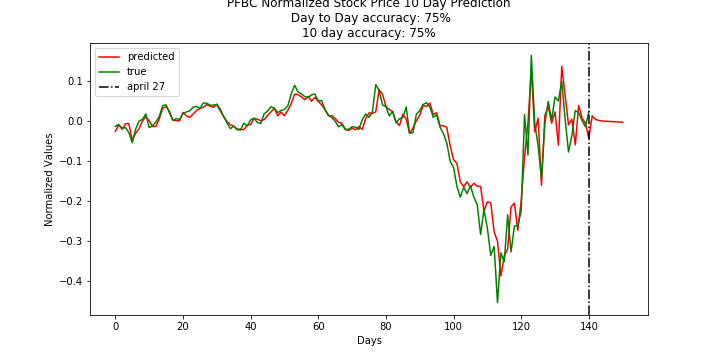 PFBC Normalized Stock Price 10 Day Prediction
Day to Day accuracy: 75%
10 day accuracy: 75%
predicted
true
april 27
Normalized Values
0.1
0.0
−0.1
−0.2
−0.3
−0.4
0 20 40 60 80 100 120 140
Days